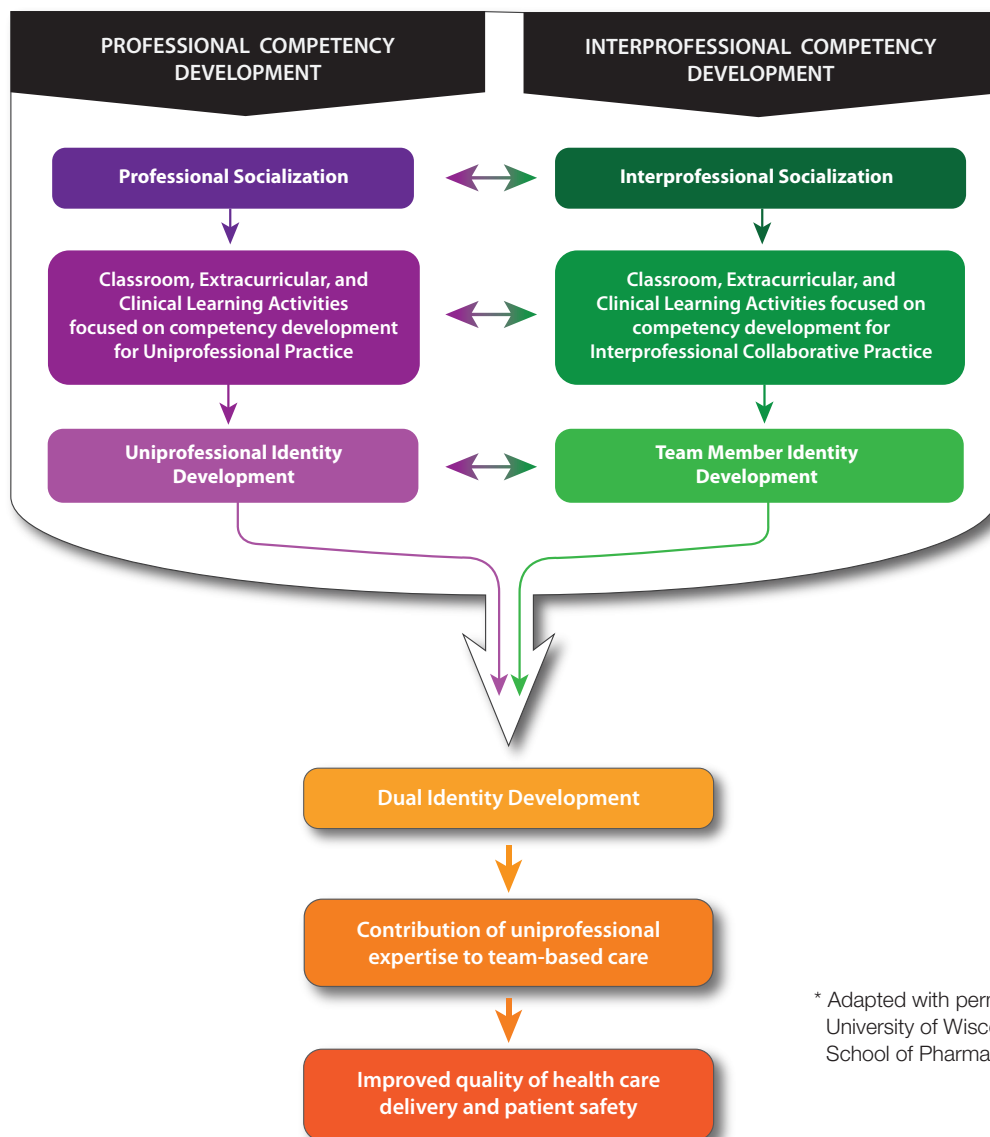 PROFESSIONAL COMPETENCY
DEVELOPMENT
INTERPROFESSIONAL COMPETENCY
DEVELOPMENT
Professional Socialization
Interprofessional Socialization
Classroom, Extracurricular, and
Clinical Learning Activities
focused on competency development
for Uniprofessional Practice
Classroom, Extracurricular, and
Clinical Learning Activities focused on
competency development for
Interprofessional Collaborative Practice
Uniprofessional Identity
Development
Team Member Identity
Development
Dual Identity Development
Contribution of uniprofessional
expertise to team-based care
Improved quality of health care
delivery and patient safety
* Adapted with
University of
School of